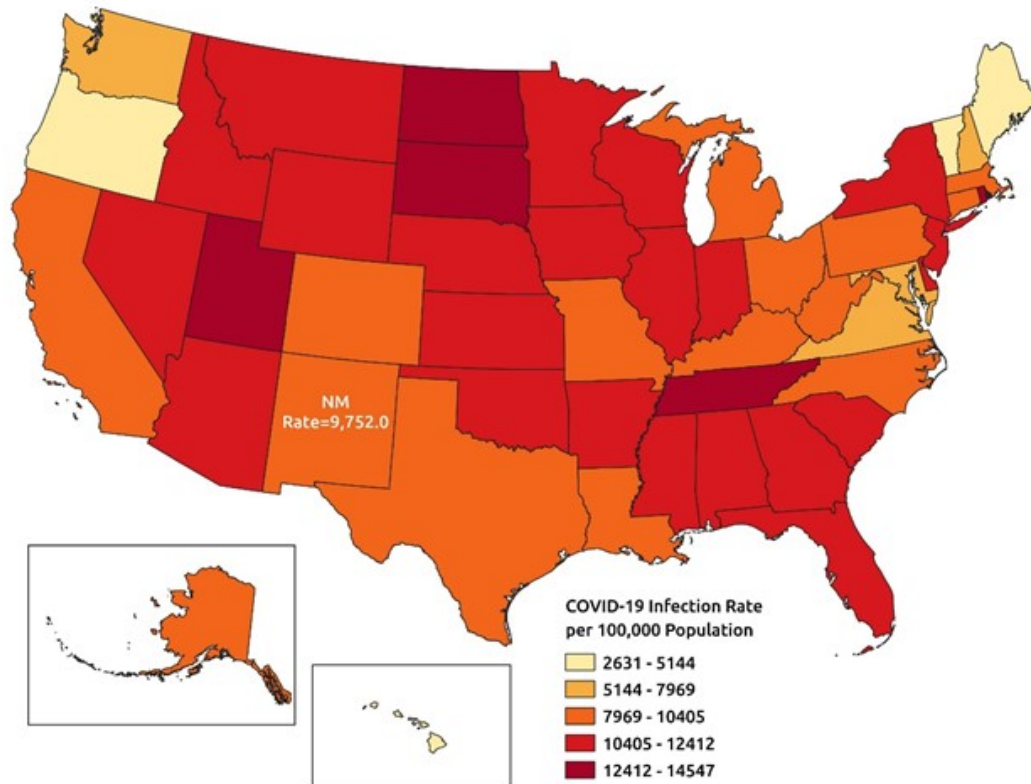 NM
Rate=9,752.0
COVID-19 Infection Rate
per 100,000 Population
2631 - 5144
5144 - 7969
7969 - 10405
10405 - 12412
12412 - 14547